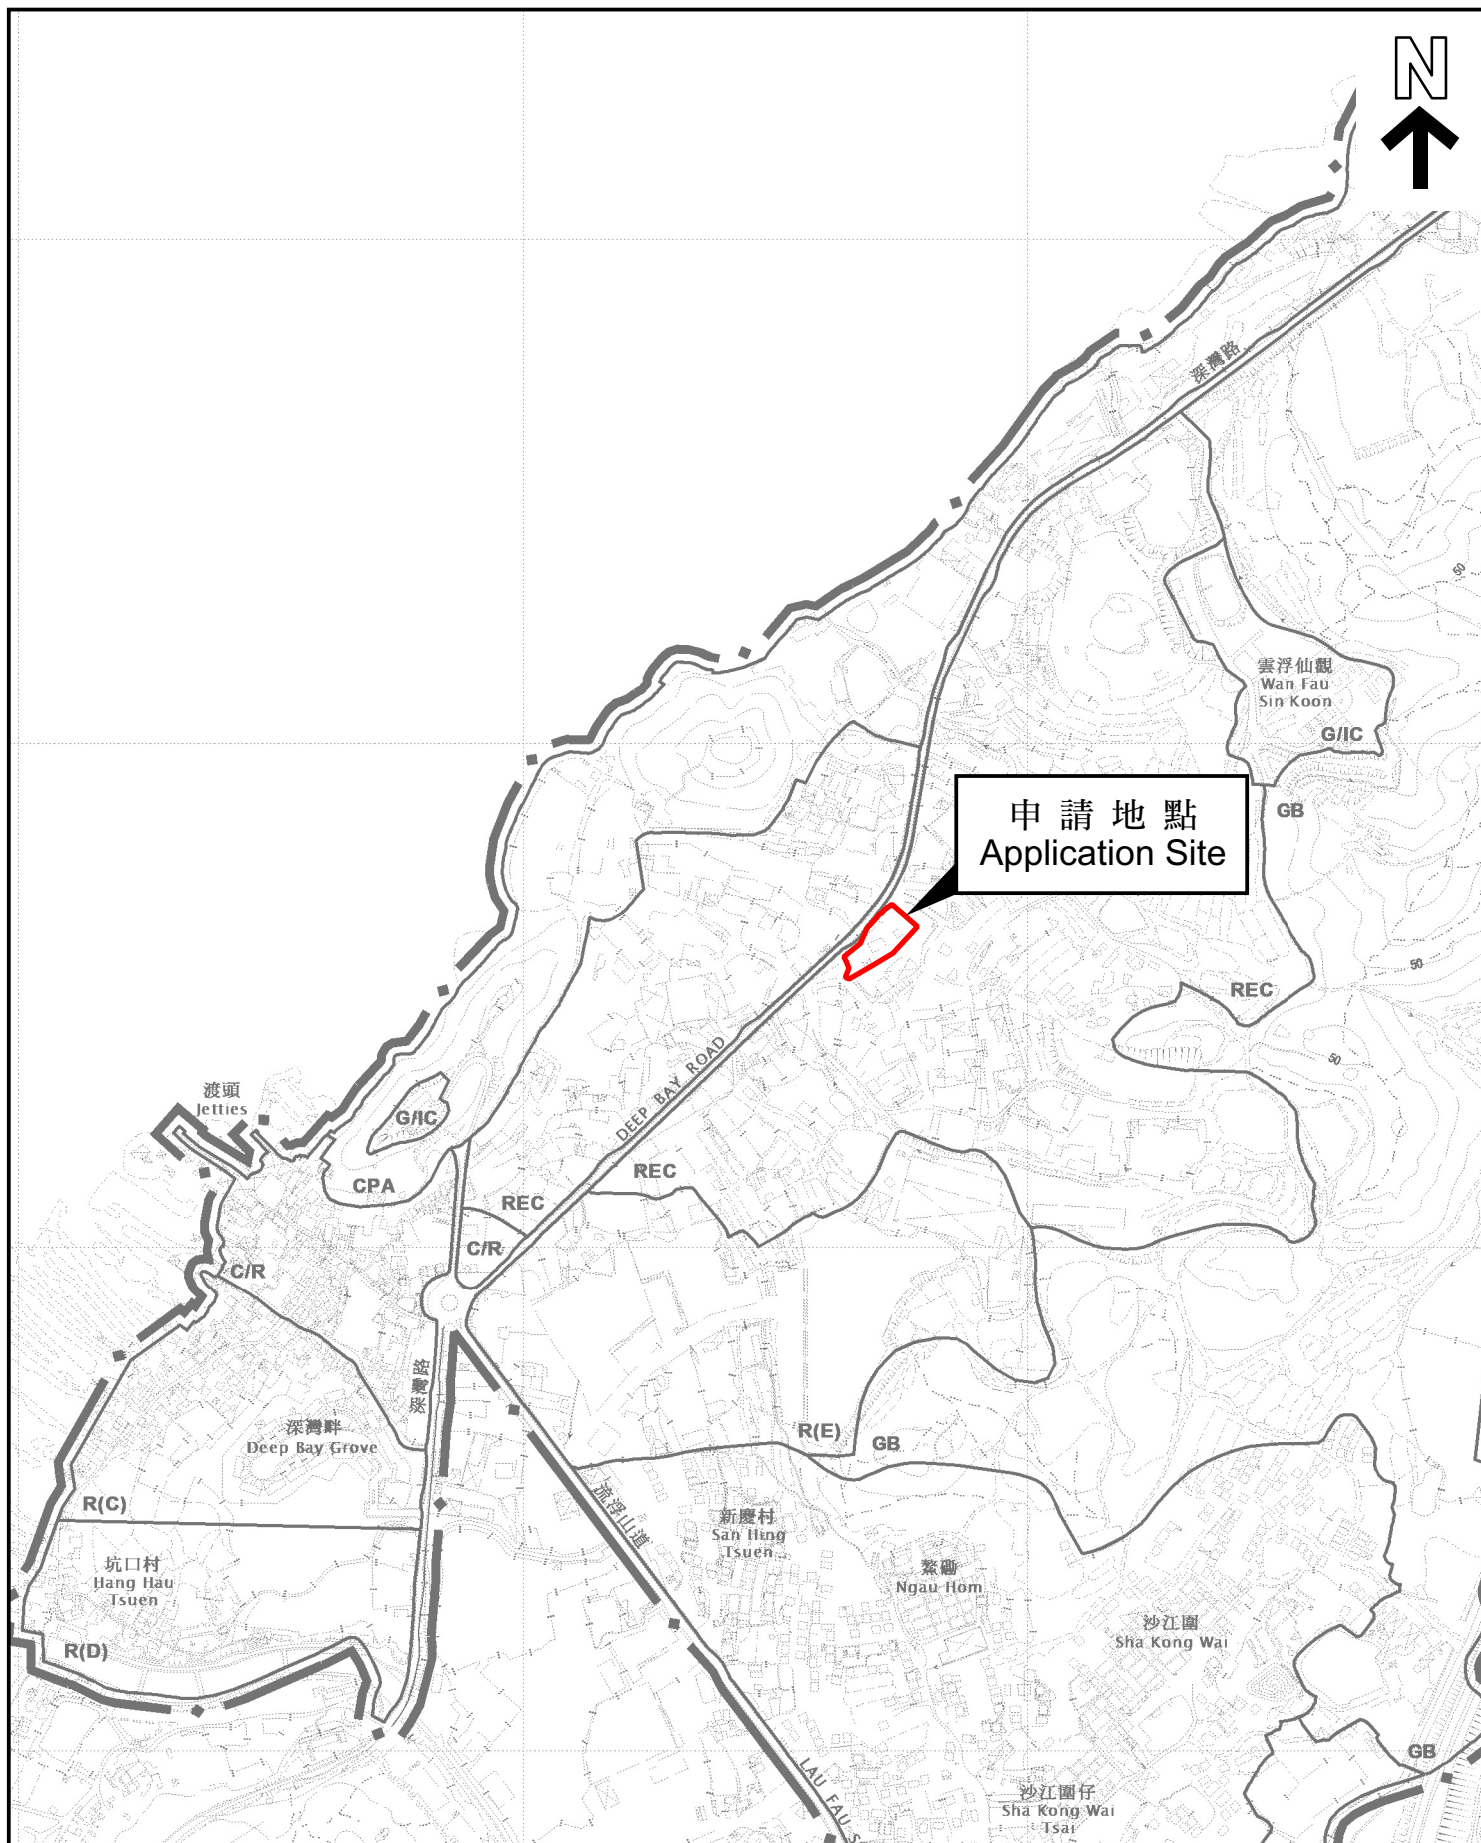 N
深灣路
50
雲浮仙觀
Wan Fau
Sin Koon
G/IC
GB
申請地點
Application Site
50
REC
50
DEEP BAY ROAD
渡頭
Jetties
G/IC
CPA
REC
REC
C/R
C/R
深灣路
深灣畔
Deep Bay Grove
R(E)
GB
R(C)
流浮山道
新慶村
San Hing
Tsuen
坑口村
Hang Hau
Tsuen
鰲磡
Ngau Hom
沙江圍
Sha Kong Wai
R(D)
GB
沙江圍仔
Sha Kong Wai
Tsai
LAU FAU S